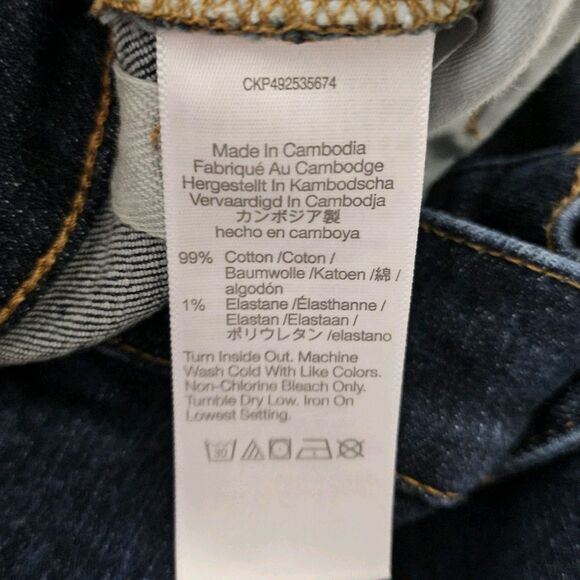 CKP492535674
Made In Cambodia
Fabriqué Au Cambodge
Hergestellt In Kambodscha
Vervaardigd In Cambodja
カンボジア製
hecho en camboya
99% Cotton /Coton /
Baumwolle /Katoen /綿 /
algodón
1% Elastane /Élasthanne /
Elastan /Elastaan /
ポリウレタン /elastano
Turn Inside Out. Machine
Wash Cold With Like Colors.
Non-Chlorine Bleach Only.
Tumble Dry Low. Iron On
Lowest Setting.
30